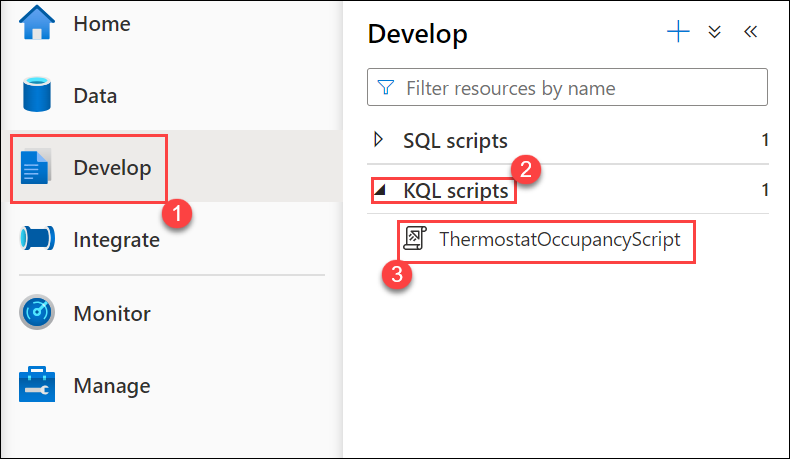 Home
Data
Develop
1
Integrate
Monitor
Manage
Develop
Filter resources by name
SQL scripts 1
2
KQL scripts 1
ThermostatOccupancyScript
3